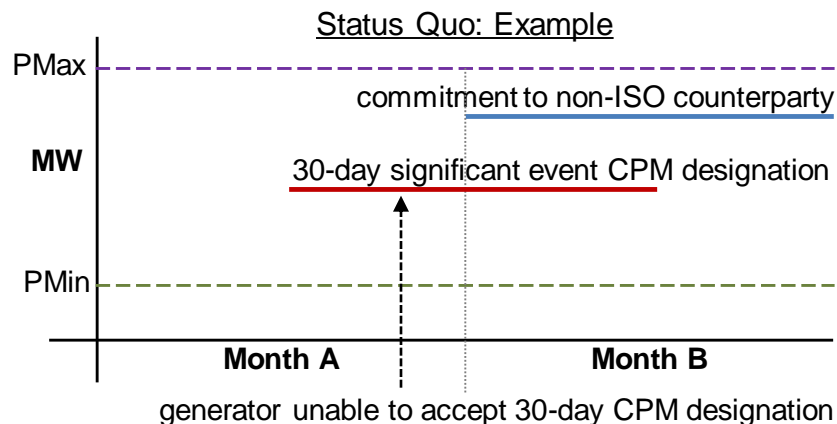 Status Quo: Example
PMax
commitment to non-ISO counterparty
MW
30-day significant event CPM designation
PMin
Month A
Month B
generator unable to accept 30-day CPM designation